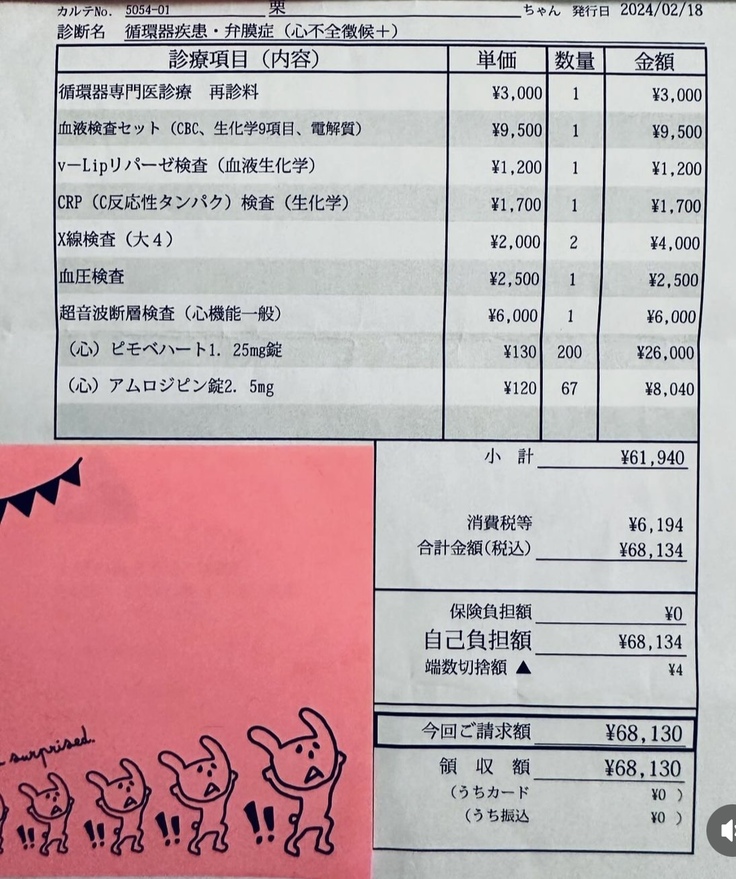 カルテNo. 5054-01 栗 ちゃん 発行日 2024/02/18
診断名 循環器疾患・弁膜症（心不全徴候＋）
診療項目（内容） 単価 数量 金額
循環器専門医診療 再診料 ¥3,000 1 ¥3,000
血液検査セット（CBC、生化学9項目、電解質） ¥9,500 1 ¥9,500
v－Lipリパーゼ検査（血液生化学） ¥1,200 1 ¥1,200
CRP（C反応性タンパク）検査（生化学） ¥1,700 1 ¥1,700
X線検査（大４） ¥2,000 2 ¥4,000
血圧検査 ¥2,500 1 ¥2,500
超音波断層検査（心機能一般） ¥6,000 1 ¥6,000
（心）ピモベハート1．25mg錠 ¥130 200 ¥26,000
（心）アムロジピン錠2．5mg ¥120 67 ¥8,040
小 計 ¥61,940
消費税等 ¥6,194
合計金額(税込) ¥68,134
保険負担額 ¥0
自己負担額 ¥68,134
端数切捨額 ▲ ¥4
今回ご請求額 ¥68,130
領 収 額 ¥68,130
（うちカード ¥0 ）
（うち振込 ¥0 ）
surprised.
!! !! !! !!